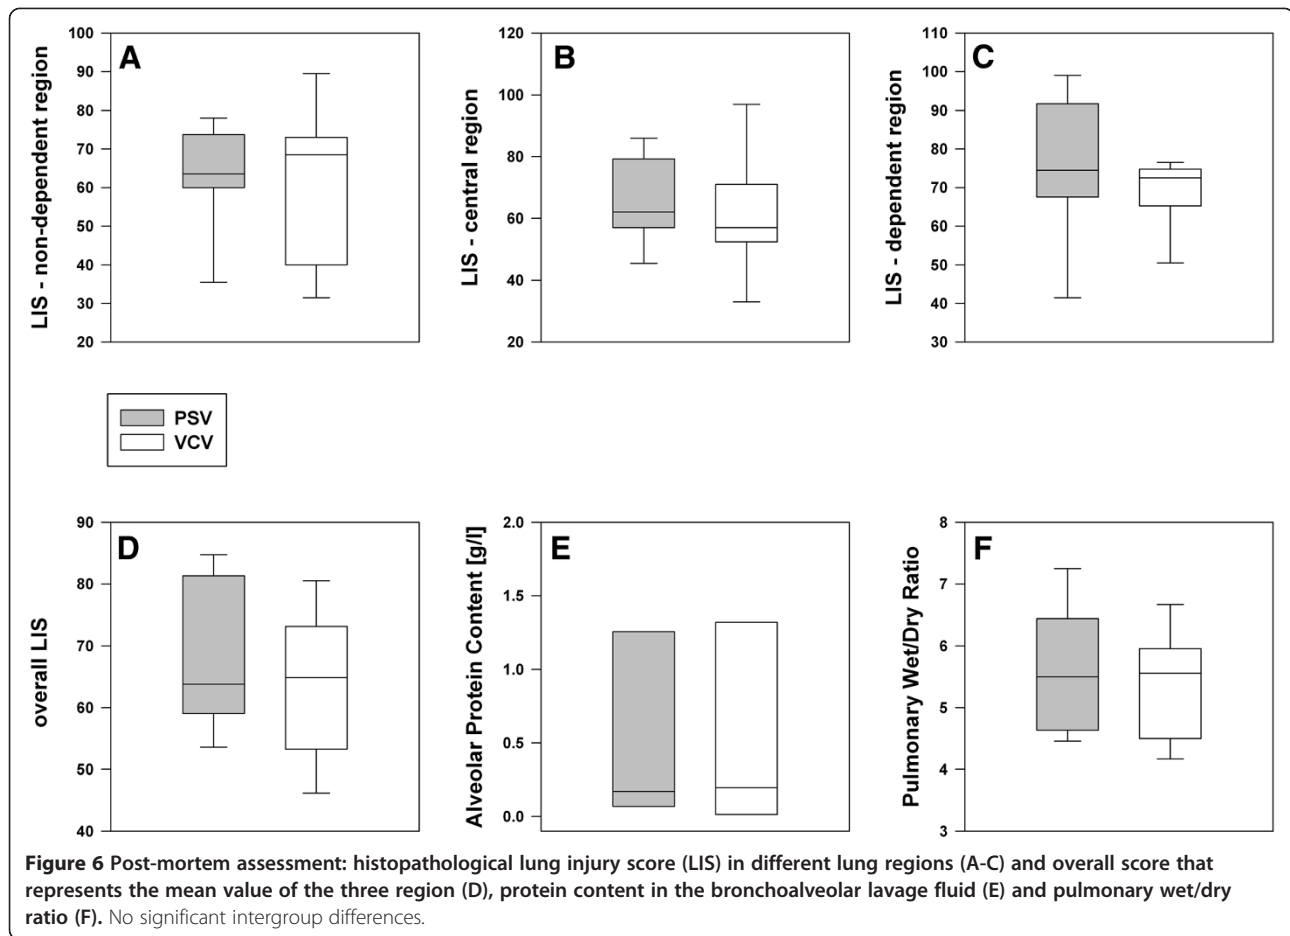 A
LIS - non-dependent region
100
90
80
70
60
50
40
30
20
B
LIS - central region
120
100
80
60
40
20
C
LIS - dependent region
110
100
90
80
70
60
50
40
30
PSV
VCV
D
overall LIS
90
80
70
60
50
40
E
Alveolar Protein Content [g/l]
2.0
1.5
1.0
0.5
0.0
F
Pulmonary Wet/Dry Ratio
8
7
6
5
4
3
Figure 6 Post-mortem assessment: histopathological lung injury score (LIS) in different lung regions (A-C) and overall score that
represents the mean value of the three region (D), protein content in the bronchoalveolar lavage fluid (E) and pulmonary wet/dry
ratio (F). No significant intergroup differences.